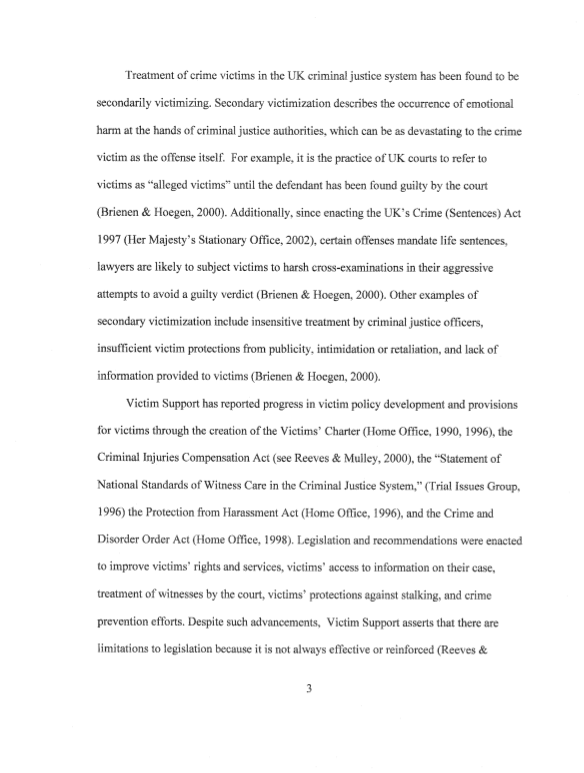 Treatment of crime victims in the UK criminal justice system has been found to be
secondarily victimizing. Secondary victimization describes the occurrence of emotional
harm at the hands of criminal justice authorities, which can be as devastating to the crime
victim as the offense itself.  For example, it is the practice of UK courts to refer to
victims as “alleged victims” until the defendant has been found guilty by the court
(Brienen & Hoegen, 2000). Additionally, since enacting the UK’s Crime (Sentences) Act
1997 (Her Majesty’s Stationary Office, 2002), certain offenses mandate life sentences,
lawyers are likely to subject victims to harsh cross-examinations in their aggressive
attempts to avoid a guilty verdict (Brienen & Hoegen, 2000). Other examples of
secondary victimization include insensitive treatment by criminal justice officers,
insufficient victim protections from publicity, intimidation or retaliation, and lack of
information provided to victims (Brienen & Hoegen, 2000).
Victim Support has reported progress in victim policy development and provisions
for victims through the creation of the Victims’ Charter (Home Office, 1990, 1996), the
Criminal Injuries Compensation Act (see Reeves & Mulley, 2000), the “Statement of
National Standards of Witness Care in the Criminal Justice System,” (Trial Issues Group,
1996) the Protection from Harassment Act (Home Office, 1996), and the Crime and
Disorder Order Act (Home Office, 1998). Legislation and recommendations were enacted
to improve victims’ rights and services, victims’ access to information on their case,
treatment of witnesses by the court, victims’ protections against stalking, and crime
prevention efforts. Despite such advancements,  Victim Support asserts that there are
limitations to legislation because it is not always effective or reinforced (Reeves &
3